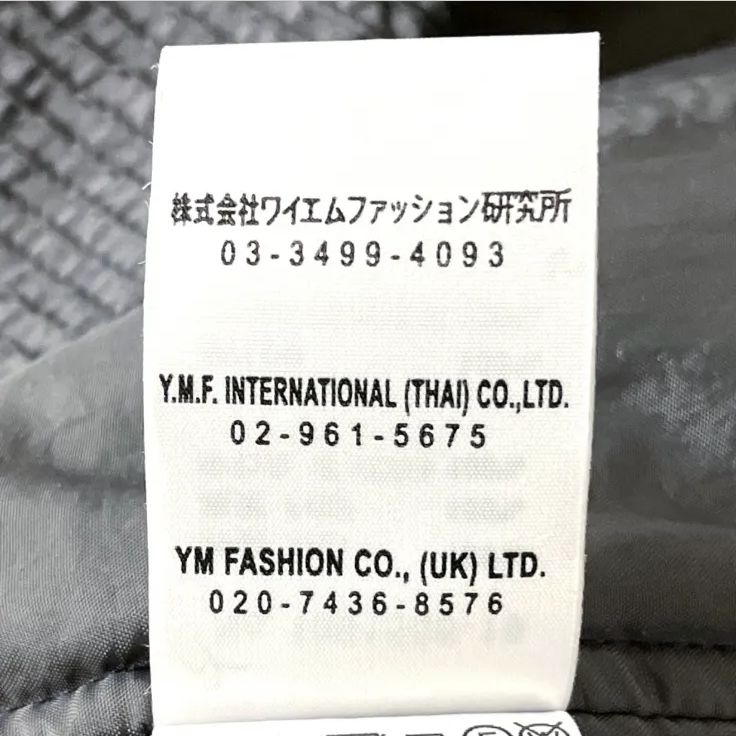 株式会社ワイエムファッション研究所
03-3499-4093
Y.M.F. INTERNATIONAL (THAI) CO.,LTD.
02-961-5675
YM FASHION CO., (UK) LTD.
020-7436-8576